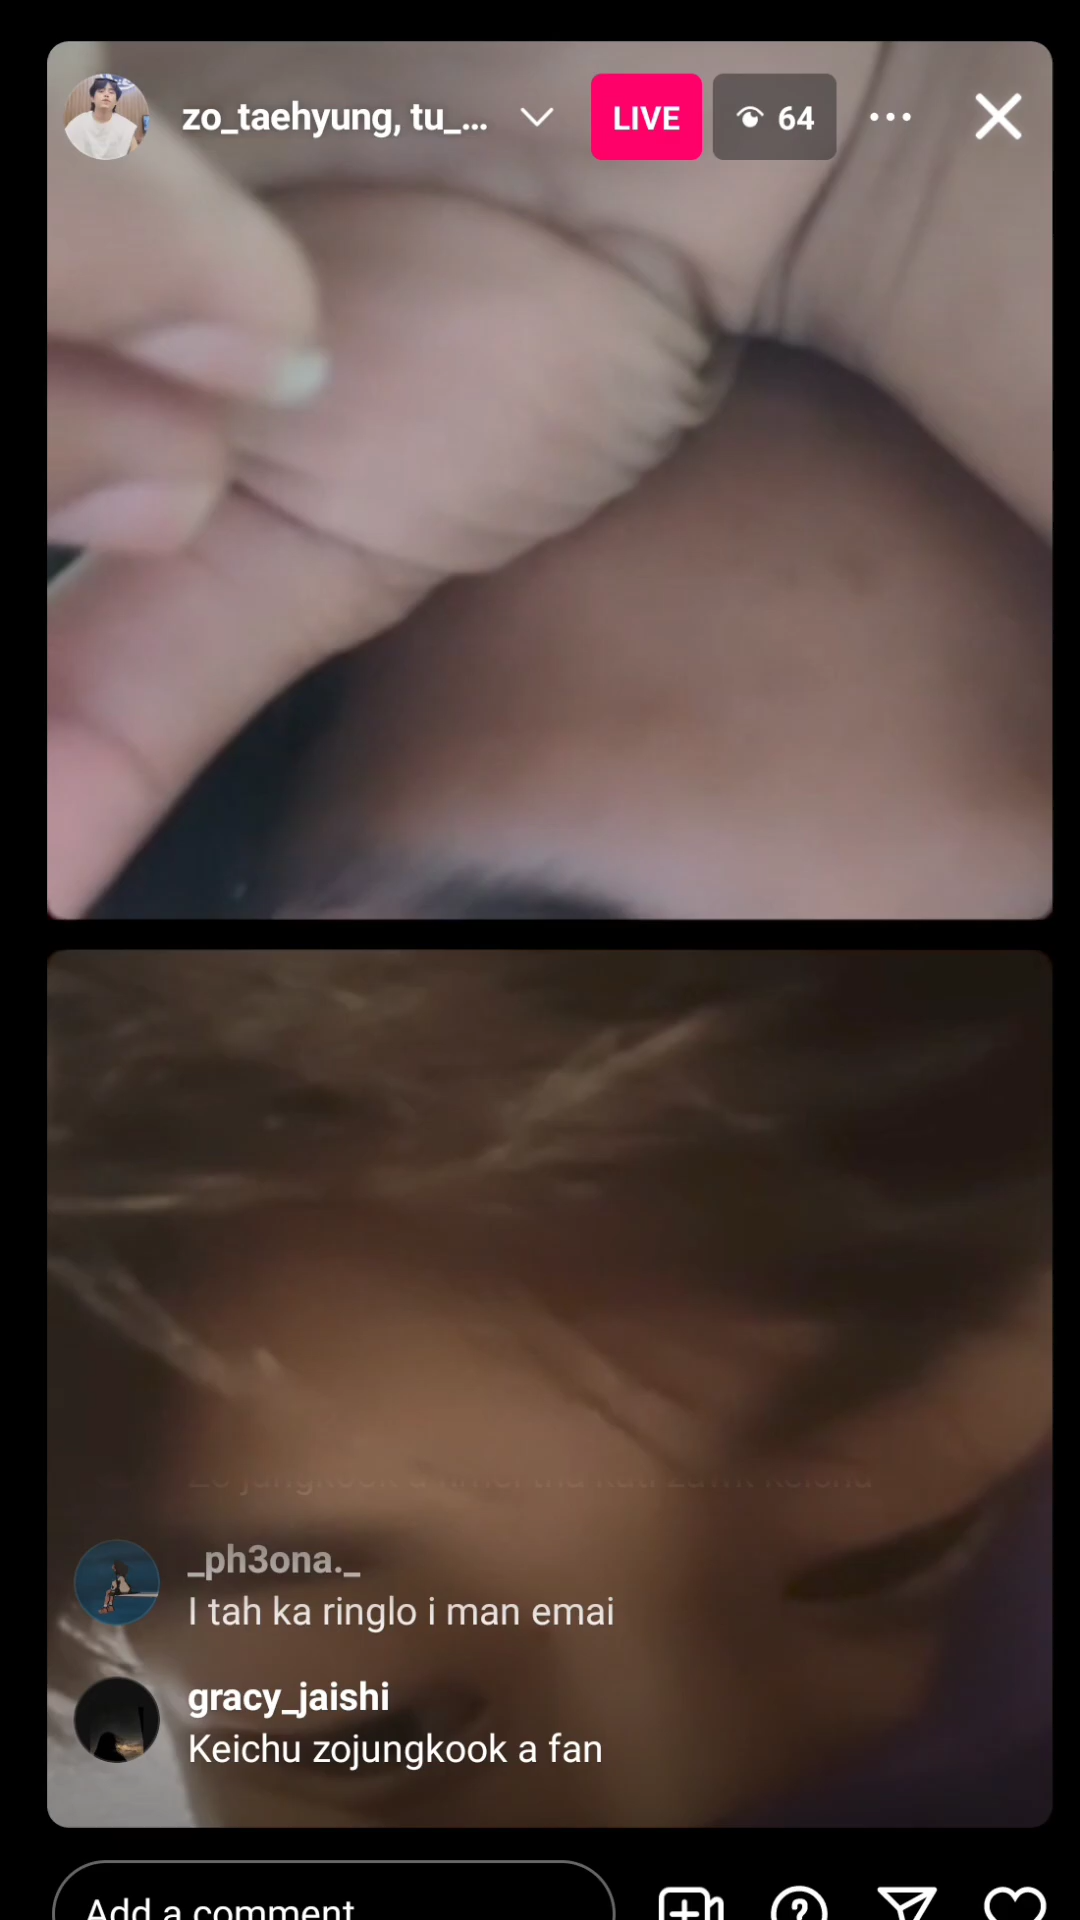 zo_taehyung, tu_...
LIVE
64
_ph3ona._
I tah ka ringlo i man emai
gracy_jaishi
Keichu zojungkook a fan
Add a comment